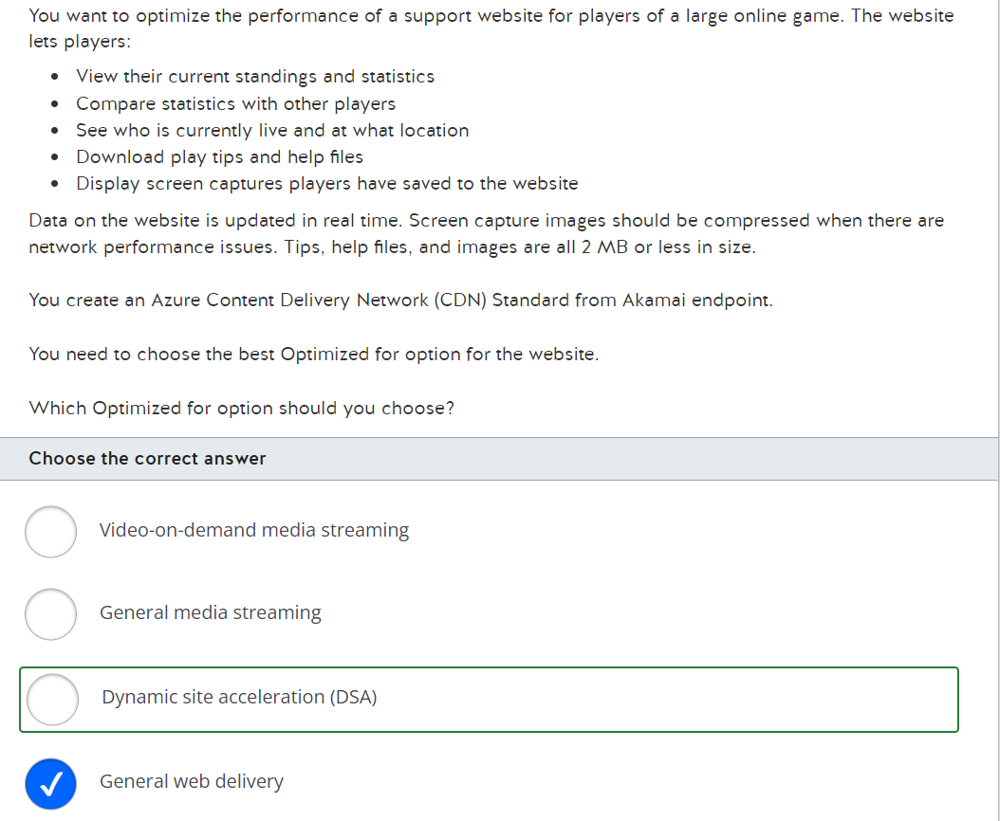 You want to optimize the performance of a support website for players of a large online game. The website
lets players:
• View their current standings and statistics
• Compare statistics with other players
• See who is currently live and at what location
• Download play tips and help files
• Display screen captures players have saved to the website
Data on the website is updated in real time. Screen capture images should be compressed when there are
network performance issues. Tips, help files, and images are all 2 MB or less in size.
You create an Azure Content Delivery Network (CDN) Standard from Akamai endpoint.
You need to choose the best Optimized for option for the website.
Which Optimized for option should you choose?
Choose the correct answer
Video-on-demand media streaming
General media streaming
Dynamic site acceleration (DSA)
General web delivery